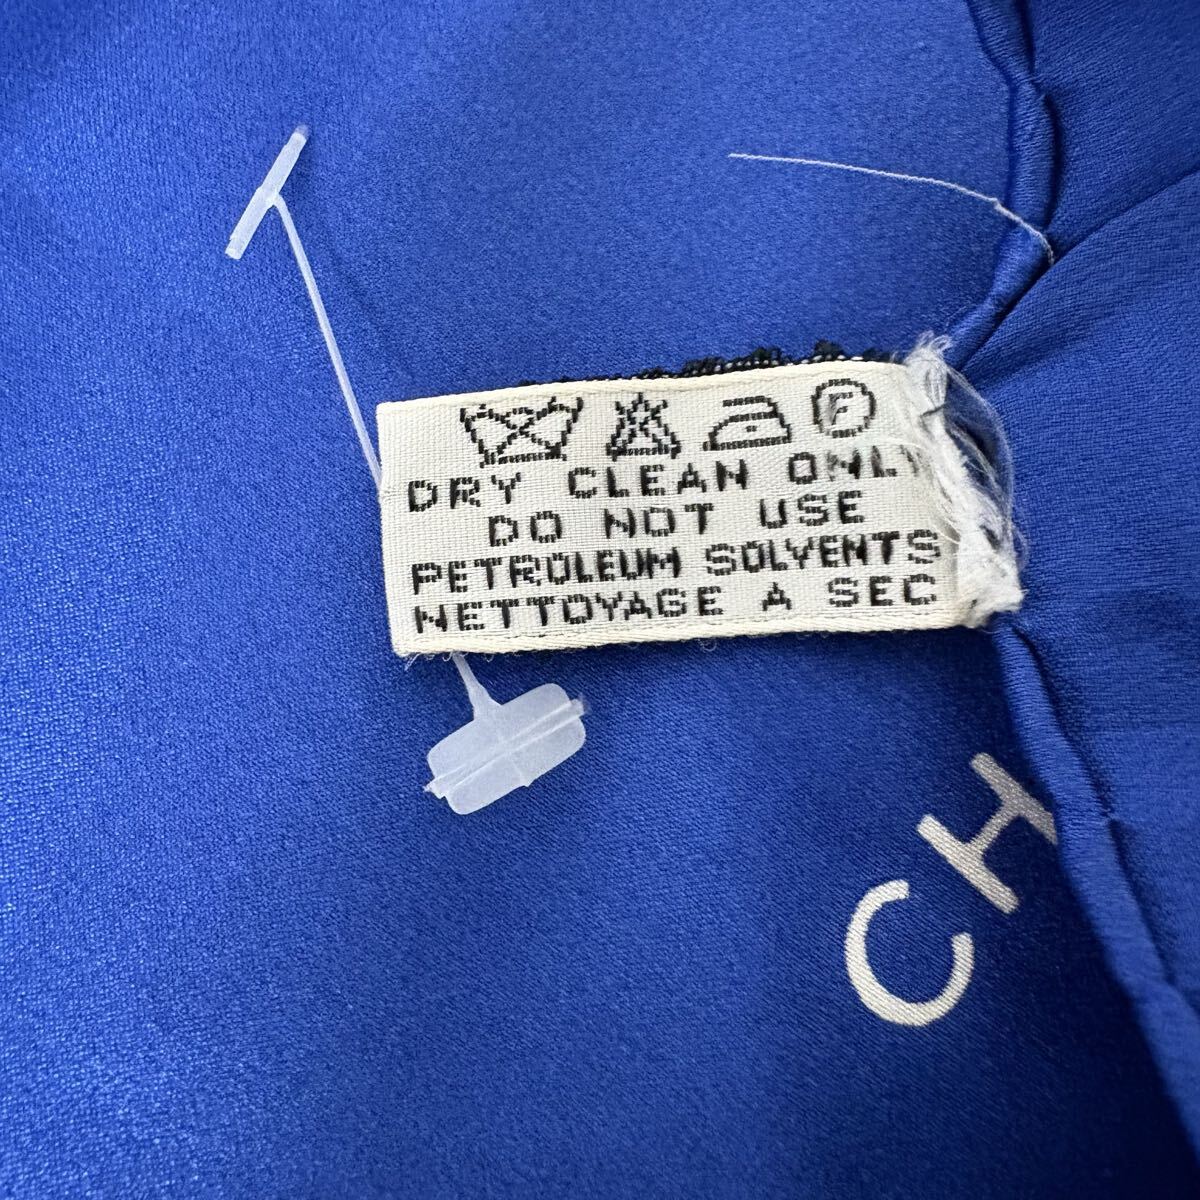 F
DRY CLEAN ONLY
DO NOT USE
PETROLEUM SOLVENTS
NETTOYAGE A SEC
CH